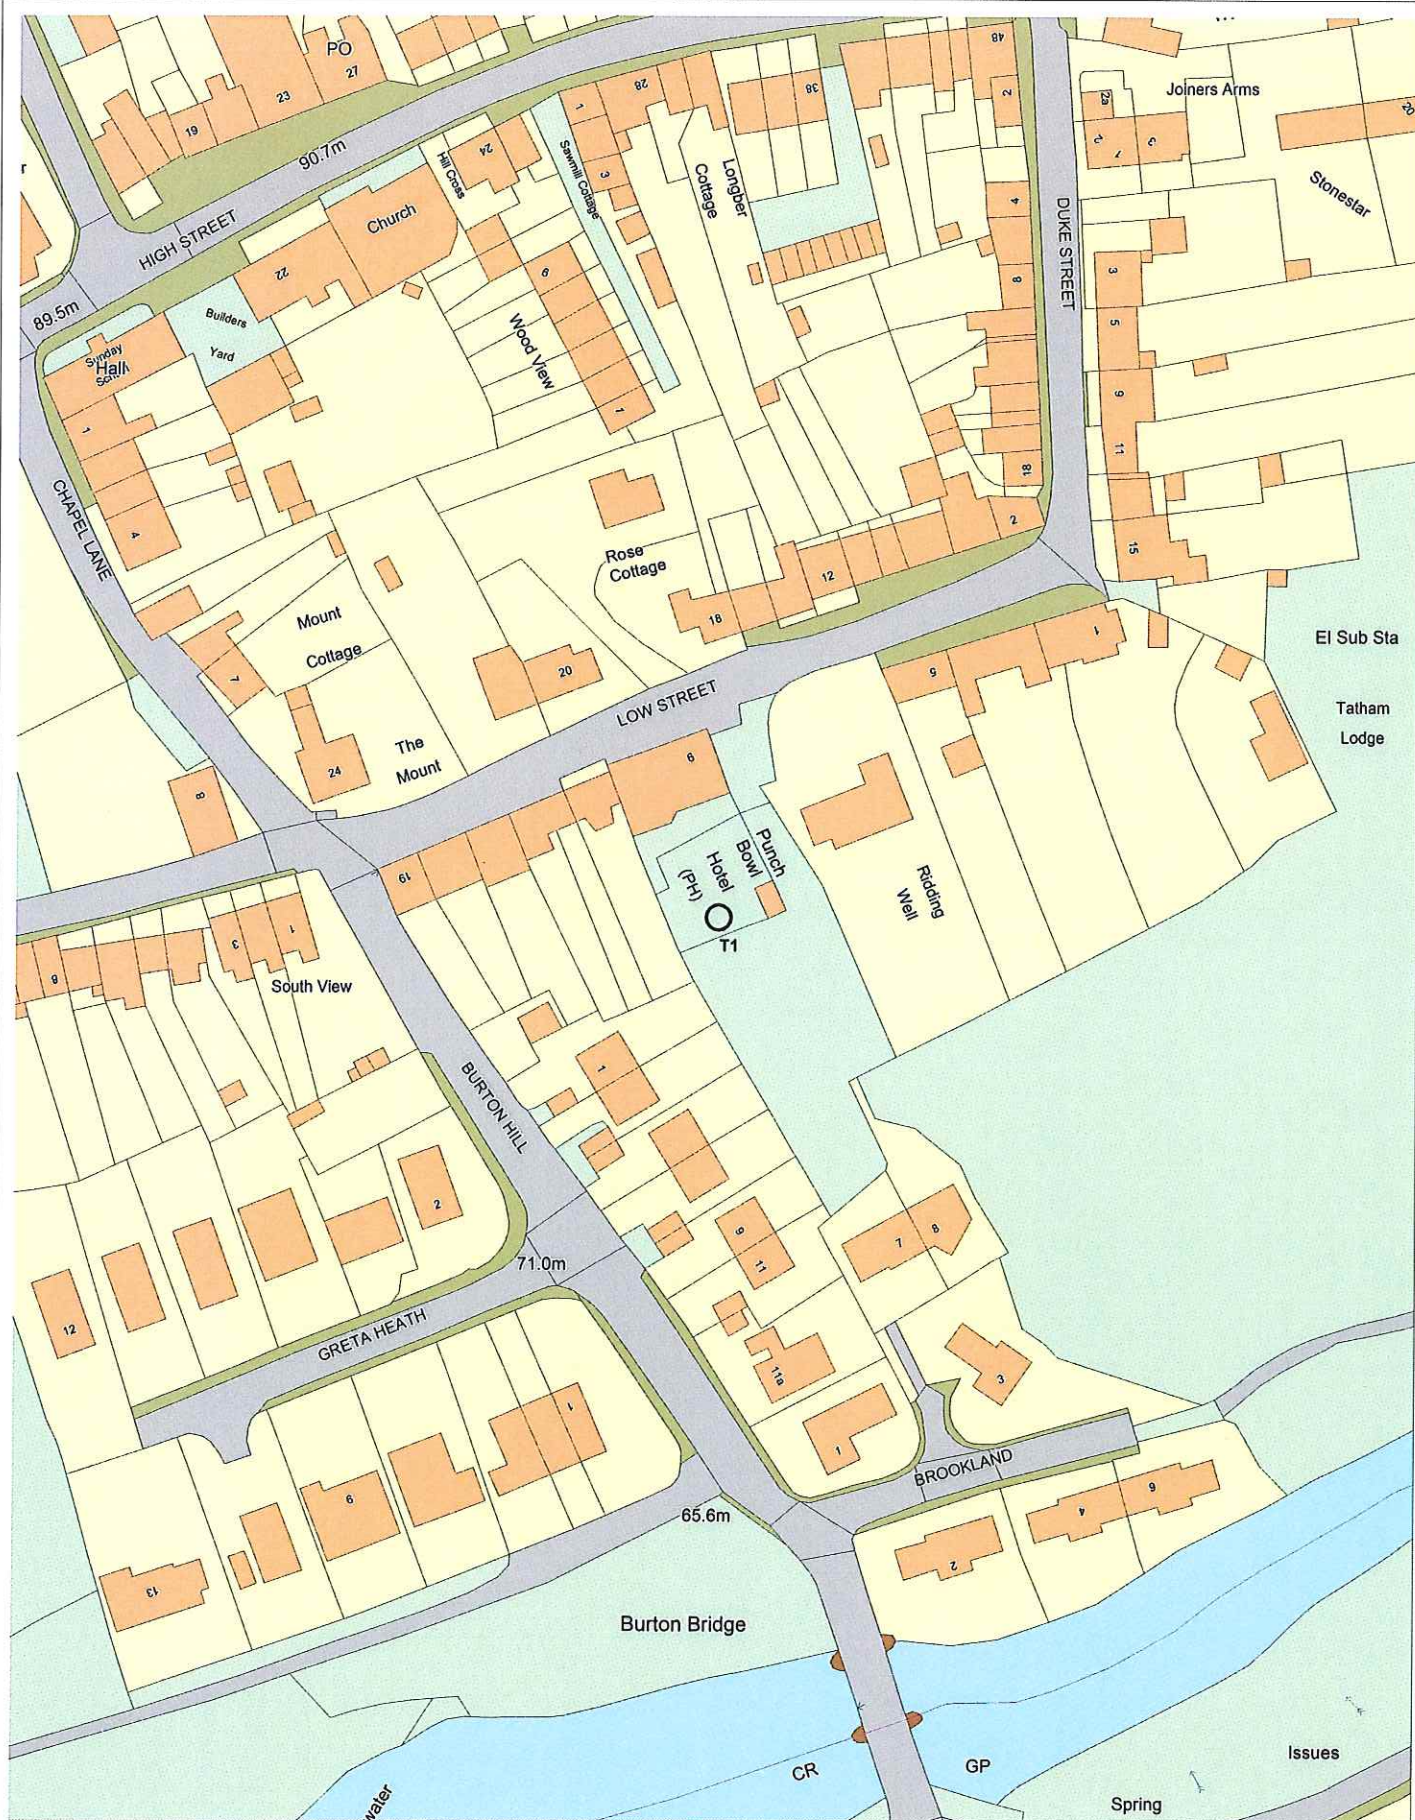 PO
27
23
19
90.7m
HIGH STREET
89.5m
Church
22
Builders
Yard
Sunday
Hall
1
4
CHAPEL LANE
24
Hill Cross
Sawmill Cottage
1
3
28
Longber
Cottage
38
48
2
4
8
18
DUKE STREET
2a
Joiners Arms
20
Stonestar
3
5
9
11
15
9
Wood View
1
Rose
Cottage
18
12
2
Mount
Cottage
7
The
Mount
24
20
LOW STREET
8
5
1
El Sub Sta
Tatham
Lodge
6
Punch
Bowl
Hotel
(PH)
T1
Ridding
Well
19
1
3
South View
BURTON HILL
1
9
11
7
8
2
71.0m
12
GRETA HEATH
11a
3
1
BROOKLAND
1
9
13
65.6m
2
4
6
Burton Bridge
CR
GP
Issues
Spring
water